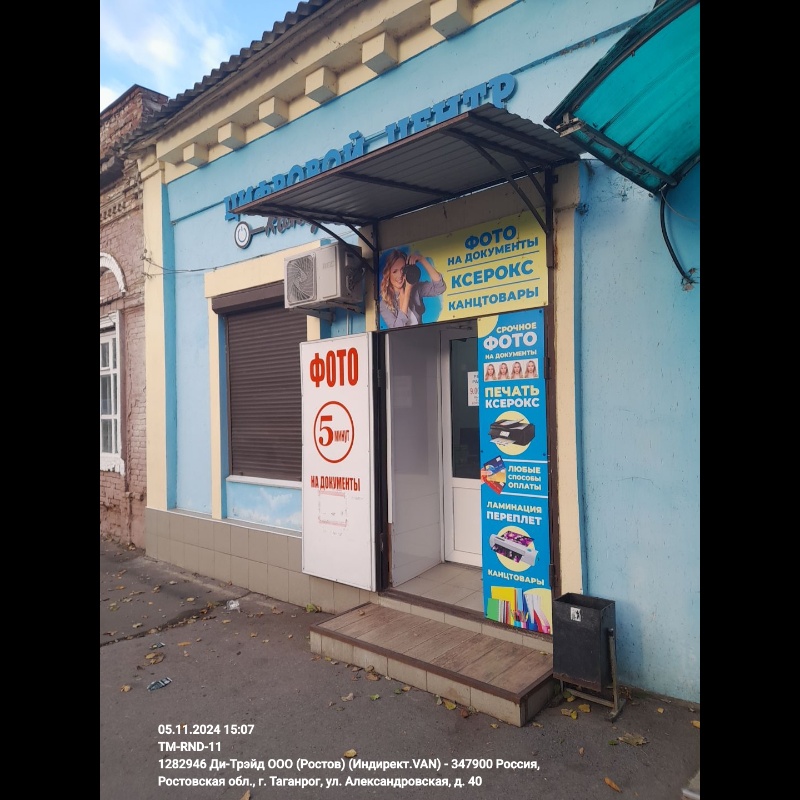 ЦИФРОВОЙ ЦЕНТР
ФОТО
НА ДОКУМЕНТЫ
КСЕРОКС
КАНЦТОВАРЫ
ФОТО
5 МИНУТ
НА ДОКУМЕНТЫ
СРОЧНОЕ
ФОТО
НА ДОКУМЕНТЫ
ПЕЧАТЬ
КСЕРОКС
ЛЮБЫЕ
СПОСОБЫ
ОПЛАТЫ
ЛАМИНАЦИЯ
ПЕРЕПЛЕТ
КАНЦТОВАРЫ
05.11.2024 15:07
TM-RND-11
1282946 Ди-Трэйд ООО (Ростов) (Индирект.VAN) - 347900 Россия,
Ростовская обл., г. Таганрог, ул. Александровская, д. 40